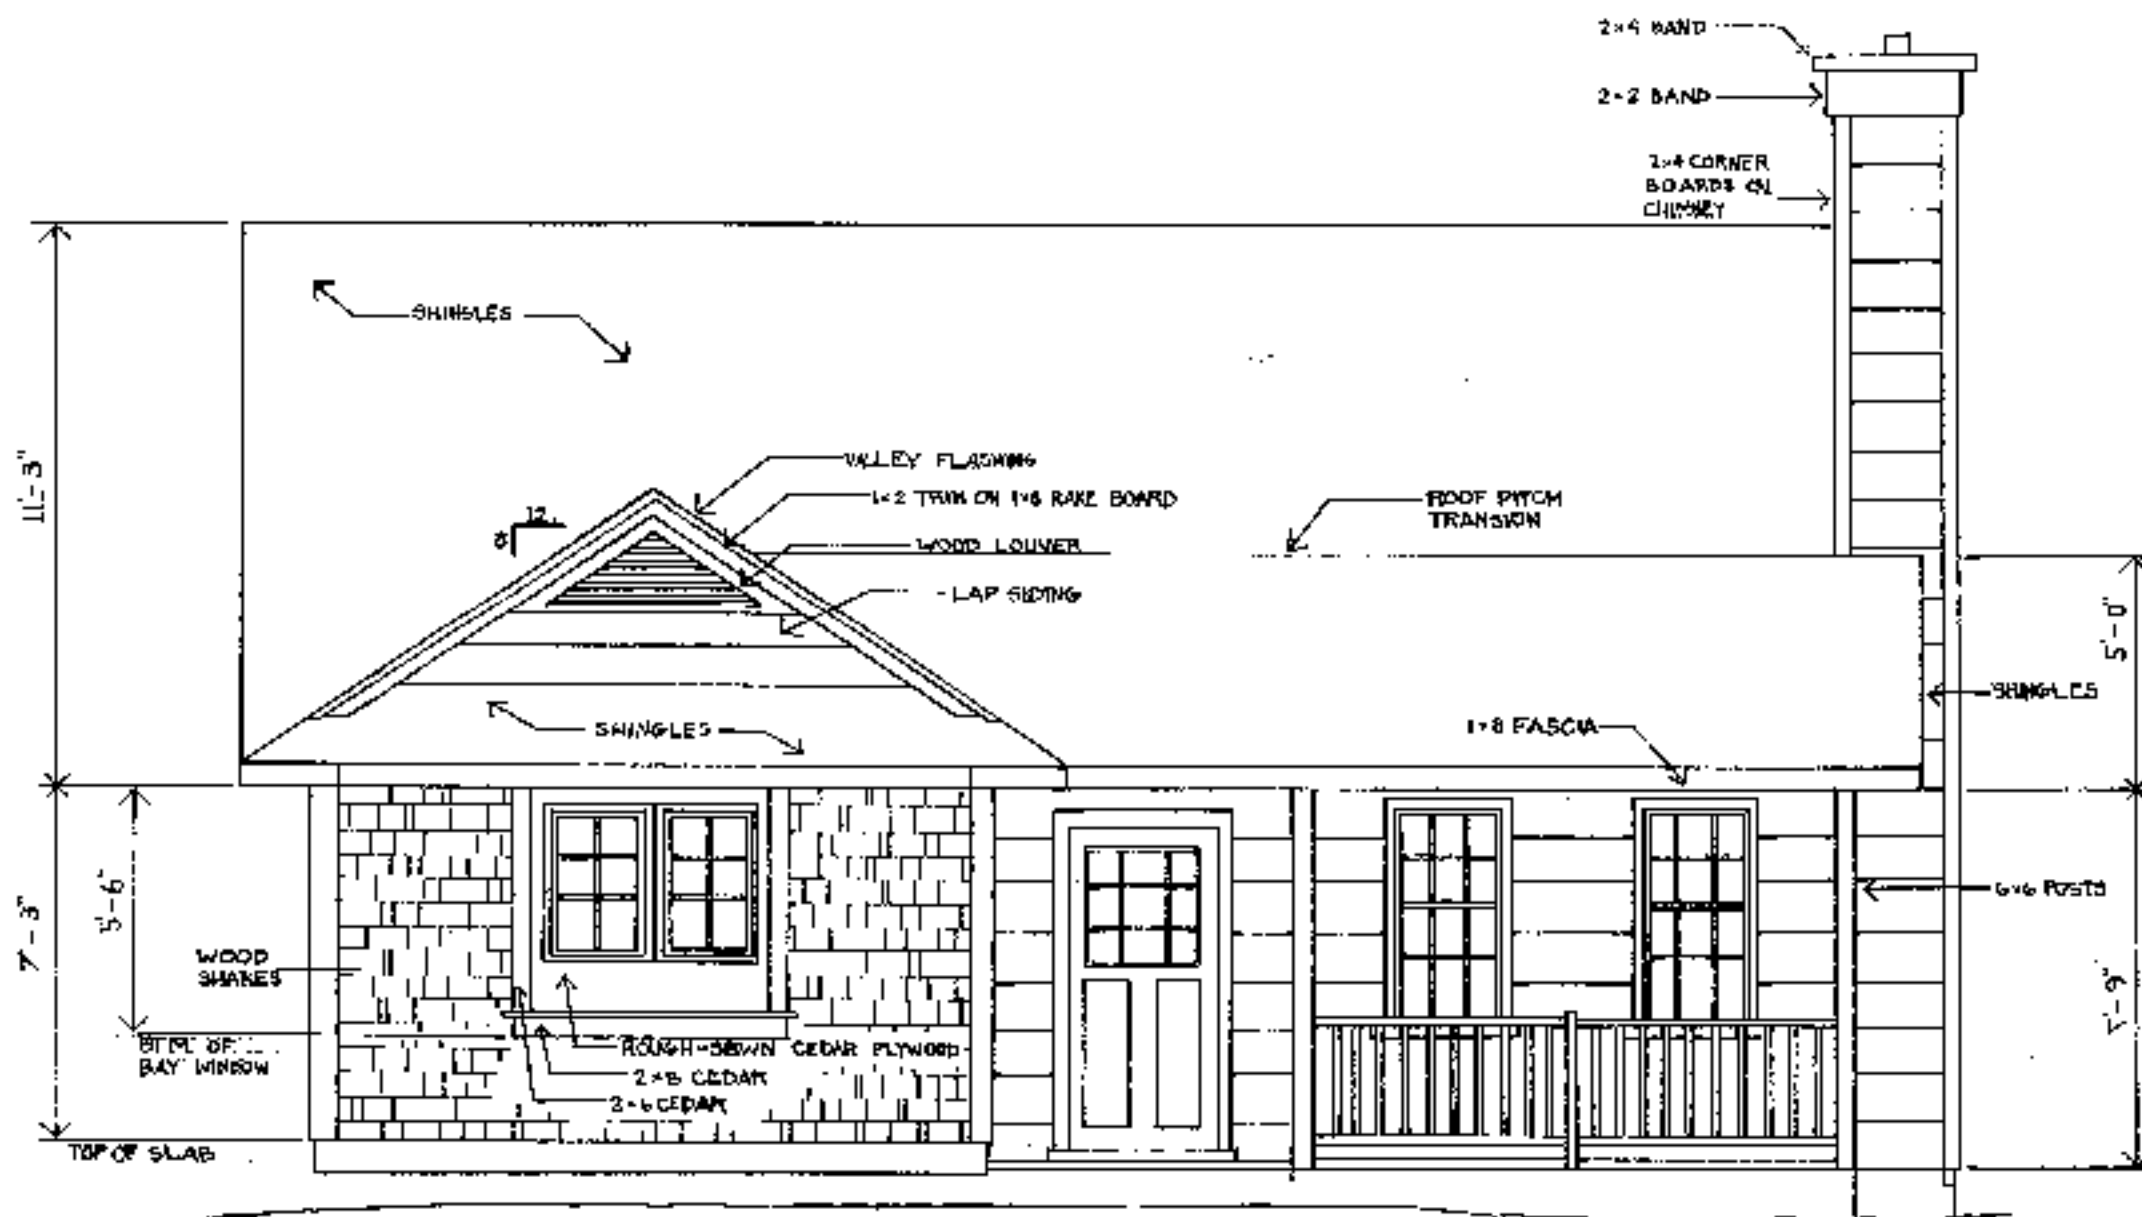 2×4 BAND
2×2 BAND
1×4 CORNER
BOARDS ON
CHIMNEY
SHINGLES
11'-3"
VALLEY FLASHING
1×2 TRIM ON 1×8 RAKE BOARD
12
8
WOOD LOUVER
LAP SIDING
ROOF PITCH
TRANSION
5'-0"
SHINGLES
SHINGLES
1×8 FASCIA
7'-3"
5'-6"
WOOD
SHAKES
6×6 POSTS
7'-9"
BAY WINDOW
ROUGH-SAWN CEDAR PLYWOOD
2×8 CEDAR
2×6 CEDAR
TOP OF SLAB